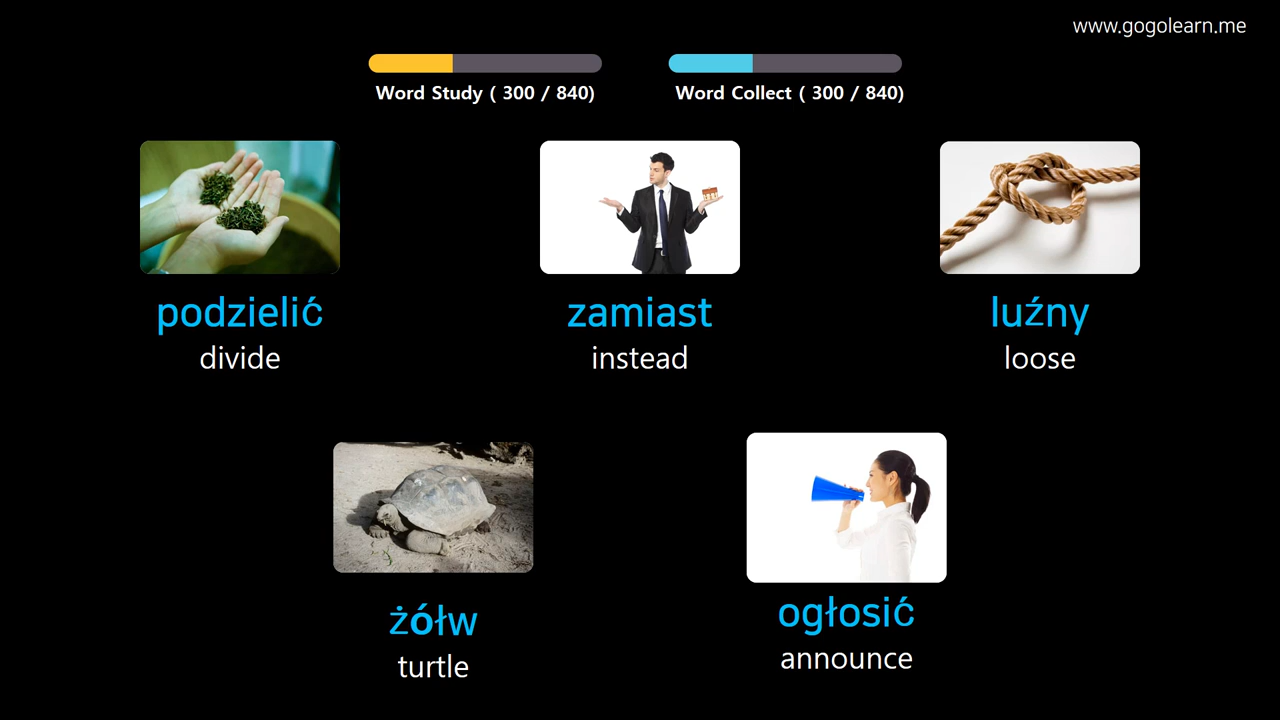 www.gogolearn.me
Word Study ( 300 / 840)
Word Collect ( 300 / 840)
podzielić
divide
zamiast
instead
luźny
loose
żółw
turtle
ogłosić
announce